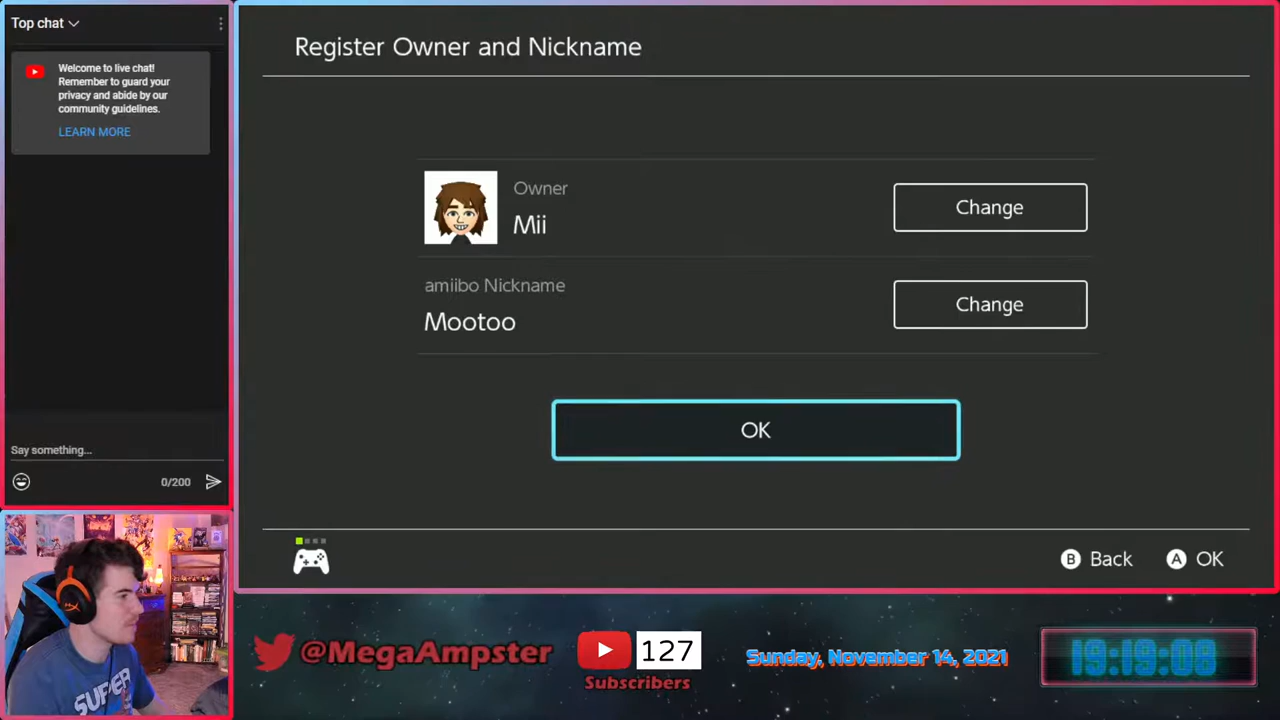 Top chat
Welcome to live chat!
Remember to guard your
privacy and abide by our
community guidelines.
LEARN MORE
Say something...
0/200
Register Owner and Nickname
Owner
Mii
Change
amiibo Nickname
Mootoo
Change
OK
B Back
A OK
@MegaAmpster
127
Subscribers
Sunday, November 14, 2021
19:19:08